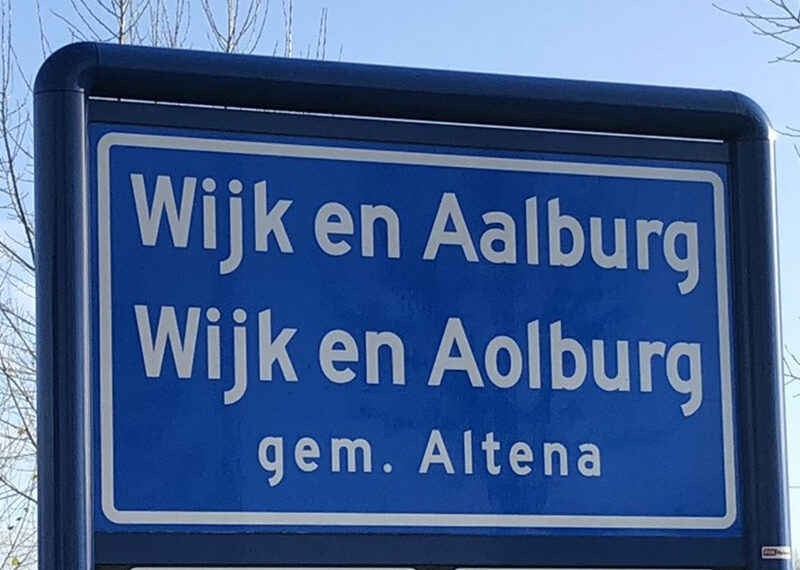 Wijk en Aalburg
Wijk en Aolburg
gem. Altena